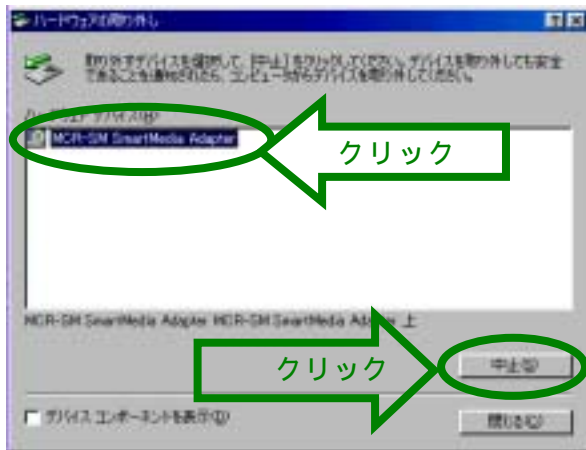 ハードウェアの取り外し
取り外すデバイスを選択して、[中止] をクリックしてください。デバイスを取り外しても安全
であることを通知されたら、コンピュータからデバイスを取り外してください。
ハードウェア デバイス(H)
MCR-SM SmartMedia Adapter
クリック
MCR-SM SmartMedia Adapter MCR-SM SmartMedia Adapter 上
クリック
中止(S)
デバイス コンポーネントを表示(D)
閉じる(C)